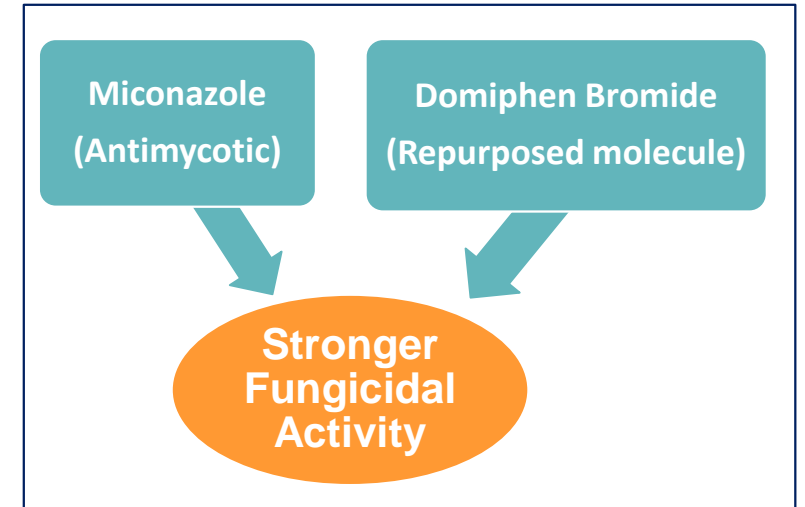 Miconazole
(Antimycotic)
Domiphen Bromide
(Repurposed molecule)
Stronger
Fungicidal
Activity